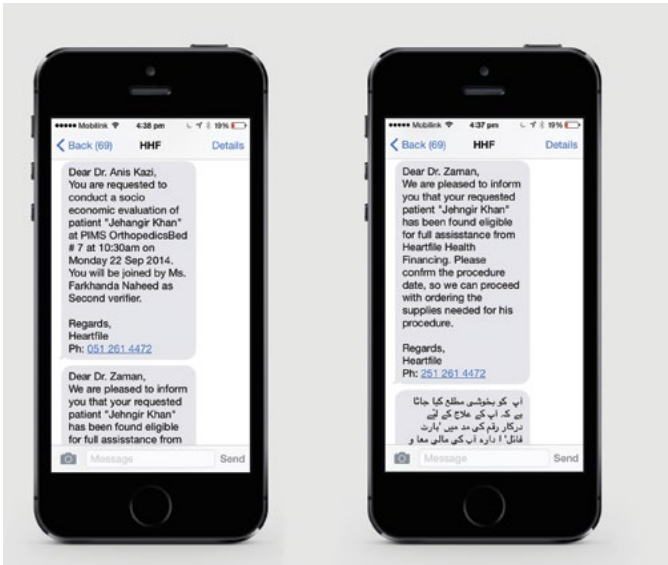 Mobilink 4:38 pm 19%
Back (69) HHF Details
Dear Dr. Anis Kazi,
You are requested to
conduct a socio
economic evaluation of
patient "Jehangir Khan"
at PIMS OrthopedicsBed
# 7 at 10:30am on
Monday 22 Sep 2014.
You will be joined by Ms.
Farkhanda Naheed as
Second verifier.
Regards,
Heartfile
Ph: 051 261 4472
Dear Dr. Zaman,
We are pleased to inform
you that your requested
patient "Jehngir Khan"
has been found eligible
for full assisstance from
Message Send
Mobilink 4:37 pm 19%
Back (69) HHF Details
Dear Dr. Zaman,
We are pleased to inform
you that your requested
patient "Jehngir Khan"
has been found eligible
for full assisstance from
Heartfile Health
Financing. Please
confrm the procedure
date, so we can proceed
with ordering the
supplies needed for his
procedure.
Regards,
Heartfile
Ph: 251 261 4472
آپ کو بخوشی مطلع کیا جاتا
ہے کہ آپ کے علاج کے لئے
درکار رقم کی مد میں 'ہارٹ
فائل' ا دارہ آپ کی مالی معا و
Message Send